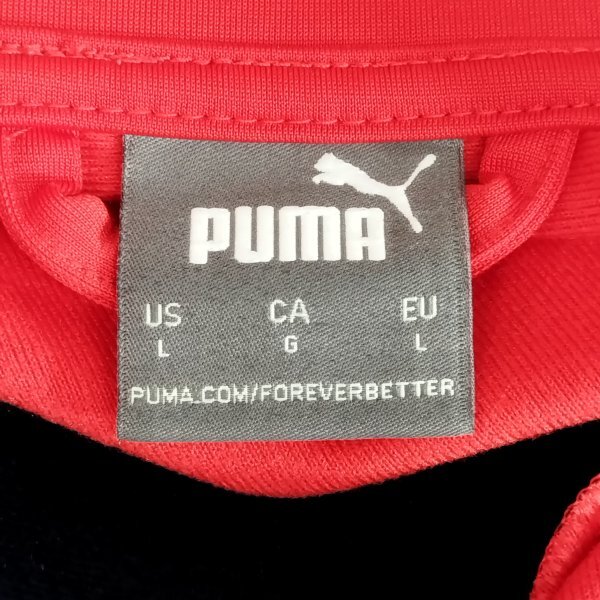 PUMA
US CA EU
L G L
PUMA.COM/FOREVERBETTER